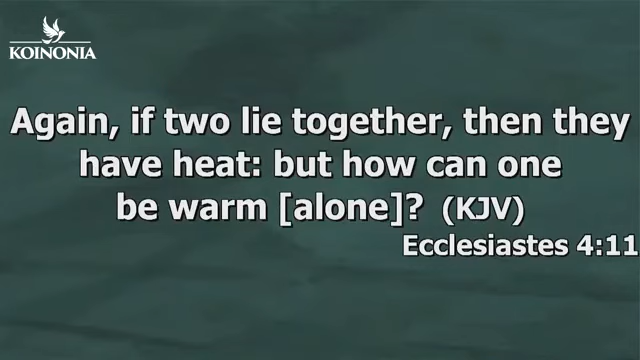 KOINONIA
Again, if two lie together, then they
have heat: but how can one
be warm [alone]? (KJV)
Ecclesiastes 4:11